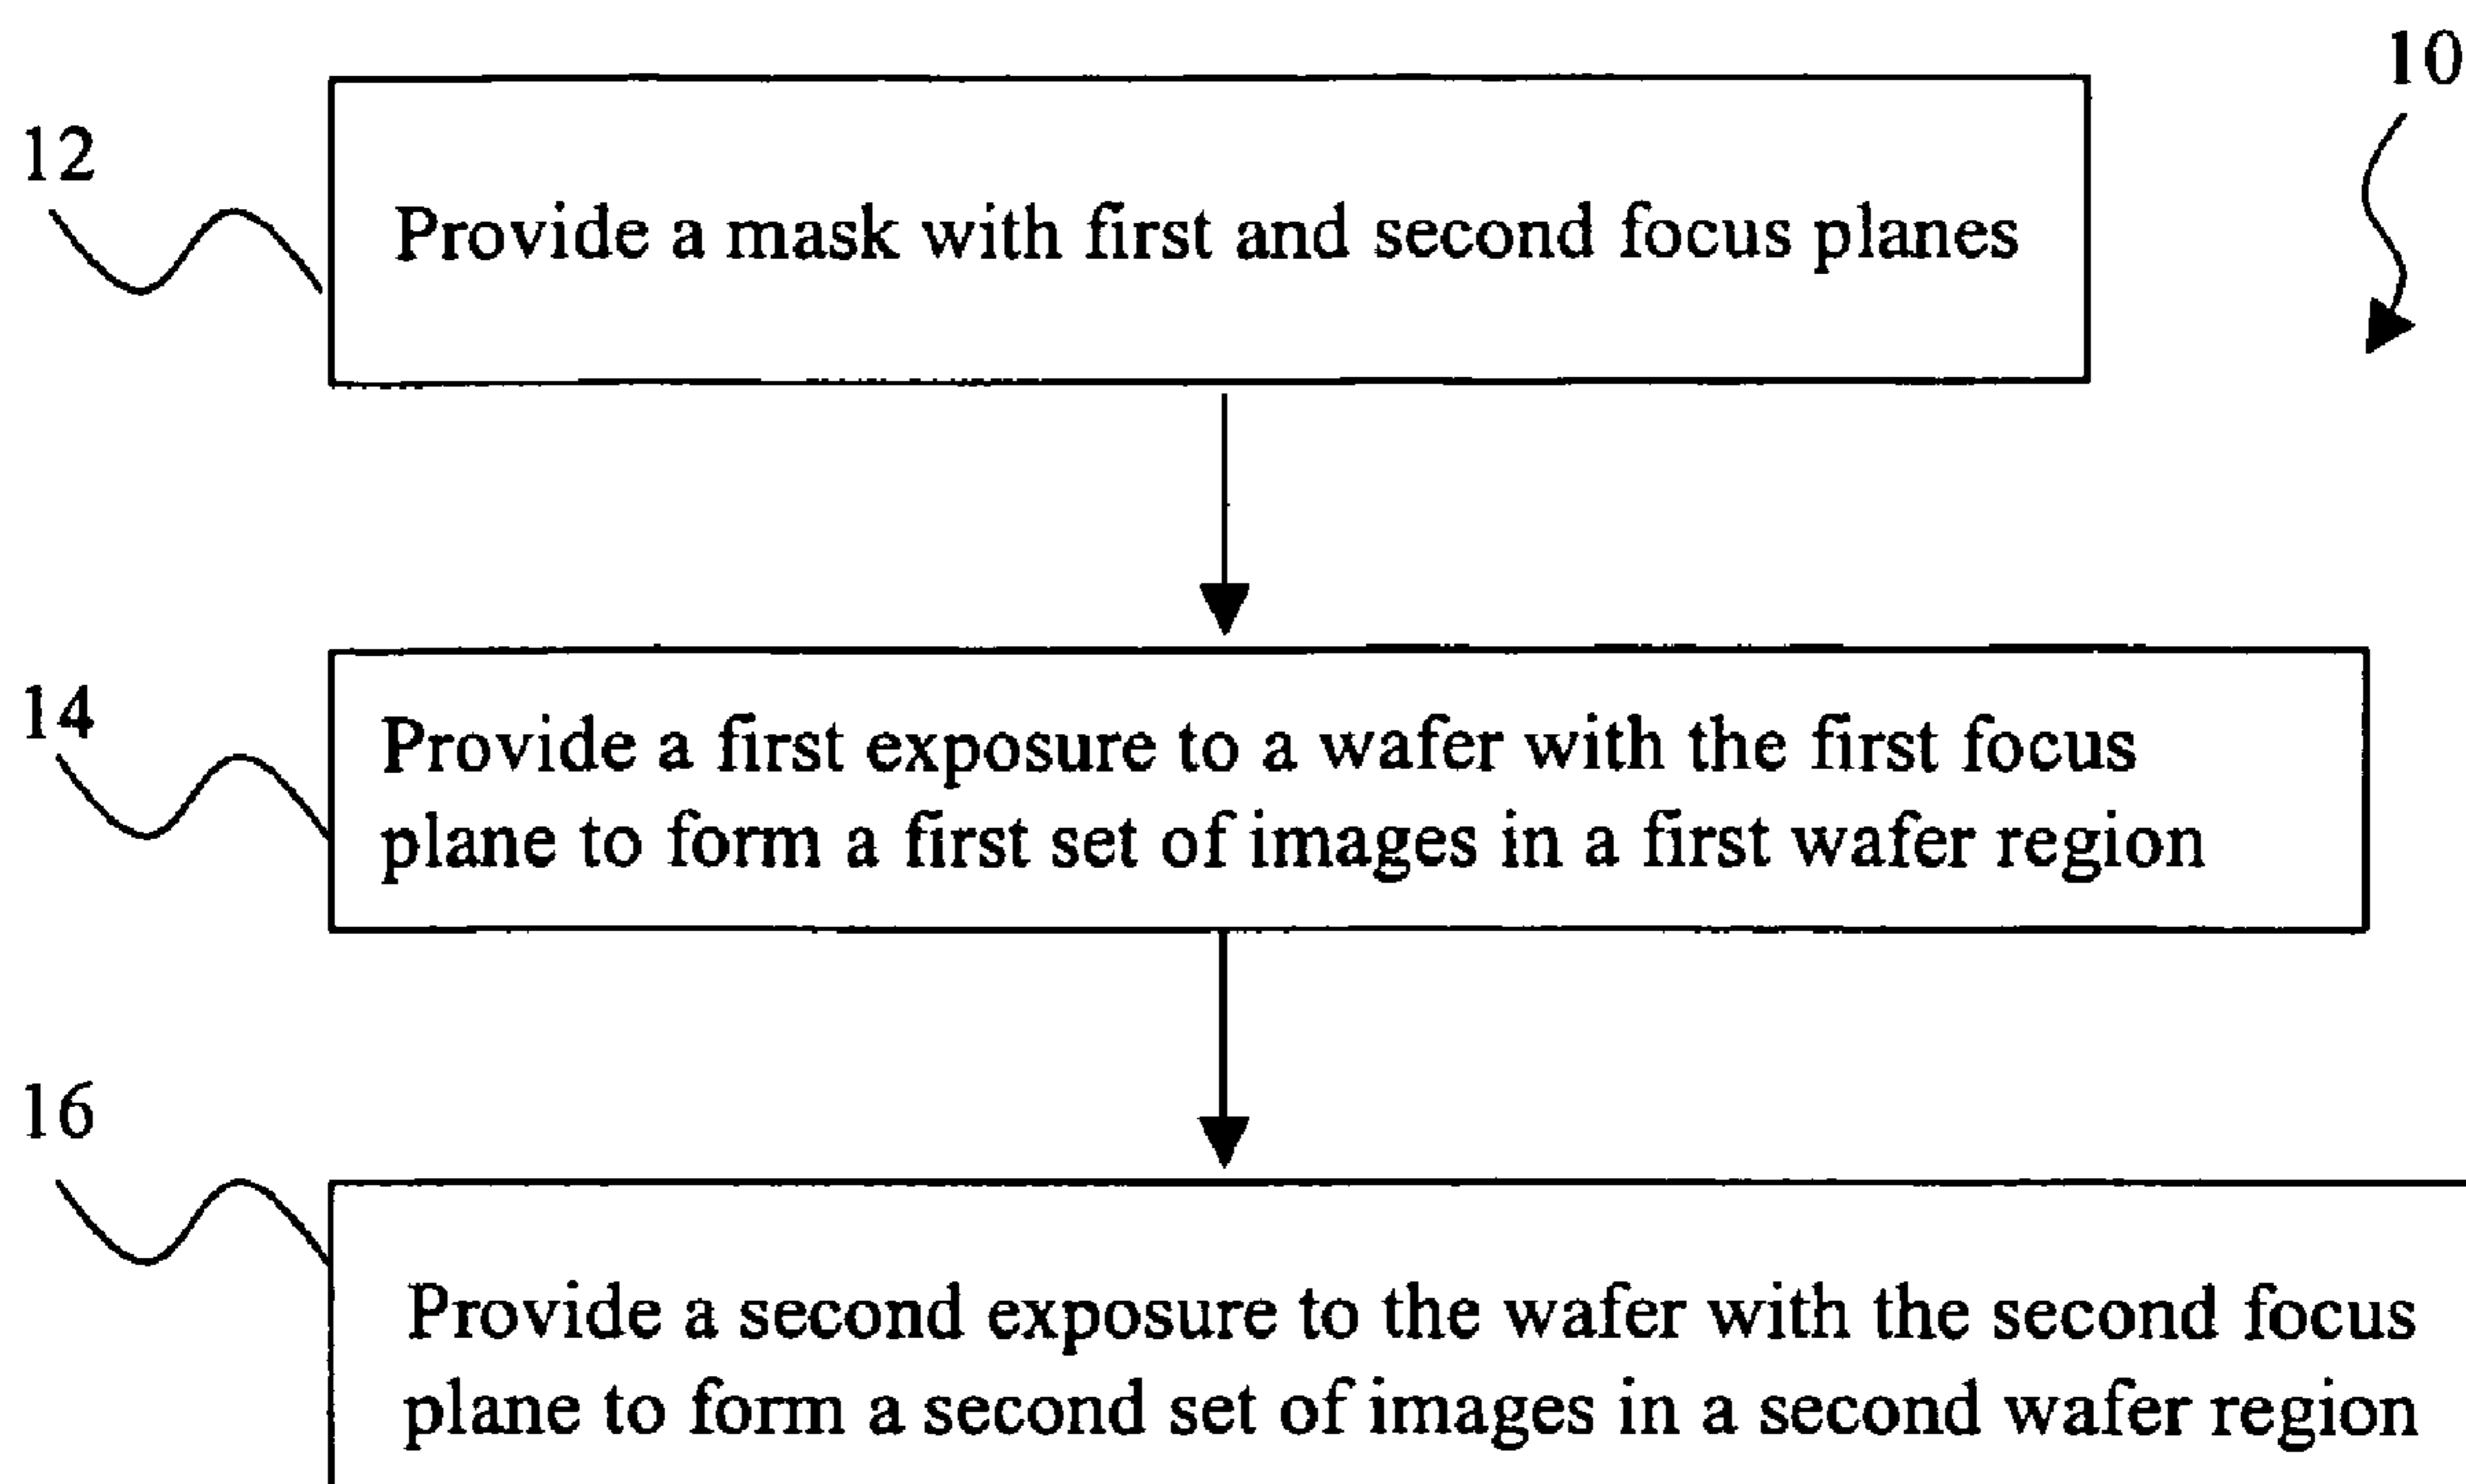 10
12
Provide a mask with first and second focus planes
14
Provide a first exposure to a wafer with the first focus
plane to form a first set of images in a first wafer region
16
Provide a second exposure to the wafer with the second focus
plane to form a second set of images in a second wafer region